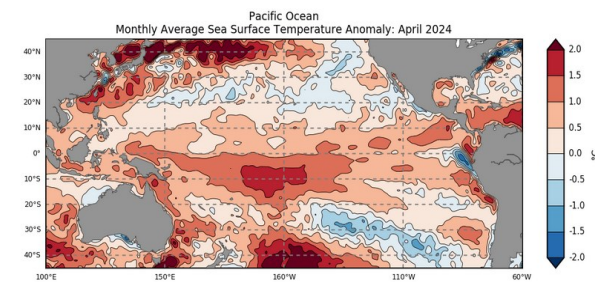 Pacific Ocean
Monthly Average Sea Surface Temperature Anomaly: April 2024
40°N
30°N
20°N
10°N
0°
10°S
20°S
30°S
40°S
100°E 150°E 160°W 110°W 60°W
2.0
1.5
1.0
0.5
0.0
-0.5
-1.0
-1.5
-2.0
°C